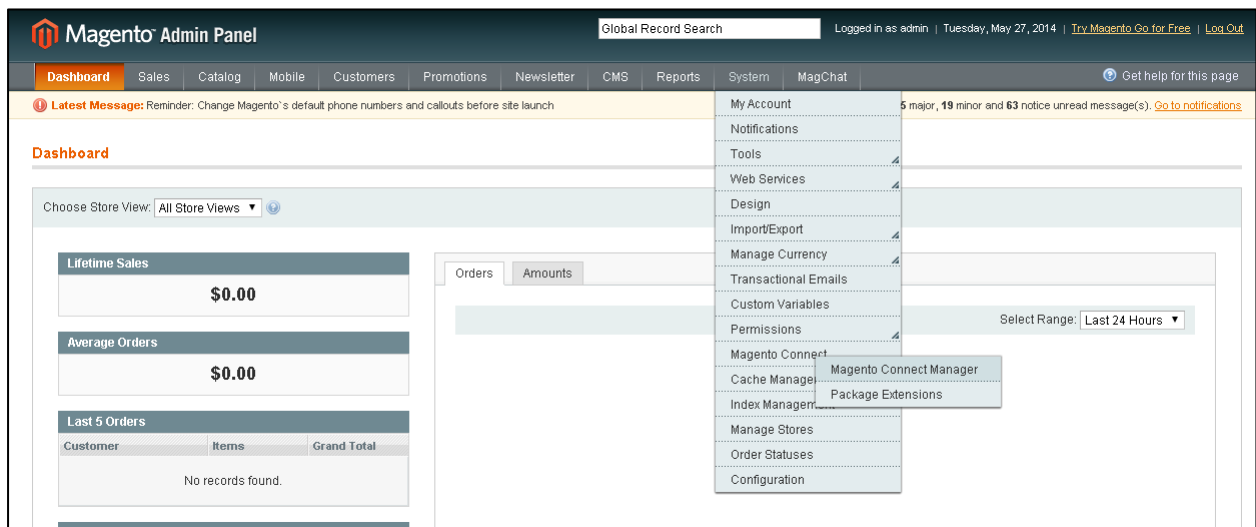 Magento Admin Panel
Global Record Search
Logged in as admin | Tuesday, May 27, 2014 | Try Magento Go for Free | Log Out
Dashboard Sales Catalog Mobile Customers Promotions Newsletter CMS Reports System MagChat
Get help for this page
Latest Message: Reminder: Change Magento`s default phone numbers and callouts before site launch
5 major, 19 minor and 63 notice unread message(s). Go to notifications
My Account
Notifications
Tools
Web Services
Design
Import/Export
Manage Currency
Transactional Emails
Custom Variables
Permissions
Magento Connect
Magento Connect Manager
Package Extensions
Cache Manage
Index Management
Manage Stores
Order Statuses
Configuration
Dashboard
Choose Store View: All Store Views
Lifetime Sales
$0.00
Average Orders
$0.00
Last 5 Orders
Customer Items Grand Total
No records found.
Orders Amounts
Select Range: Last 24 Hours